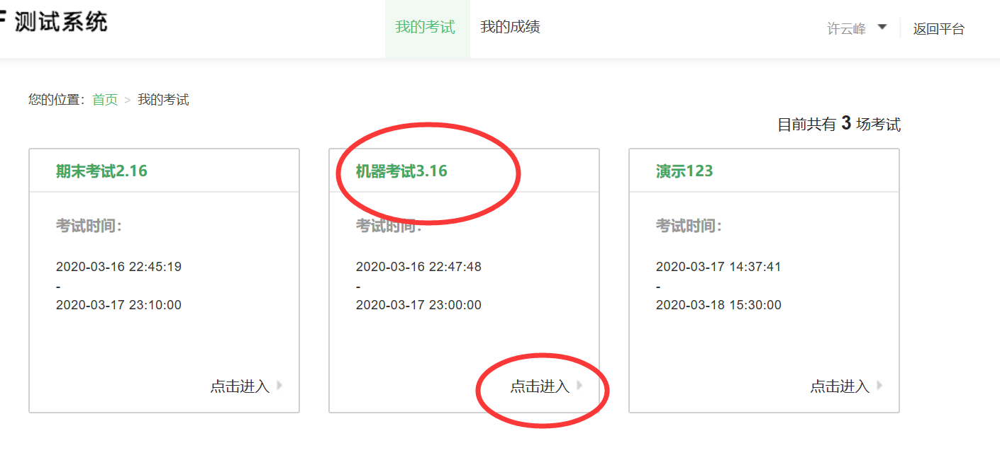 测试系统
我的考试
我的成绩
许云峰
返回平台
您的位置：首页 > 我的考试
目前共有 3 场考试
期末考试2.16
考试时间：
2020-03-16 22:45:19
-
2020-03-17 23:10:00
点击进入
机器考试3.16
考试时间：
2020-03-16 22:47:48
-
2020-03-17 23:00:00
点击进入
演示123
考试时间：
2020-03-17 14:37:41
-
2020-03-18 15:30:00
点击进入